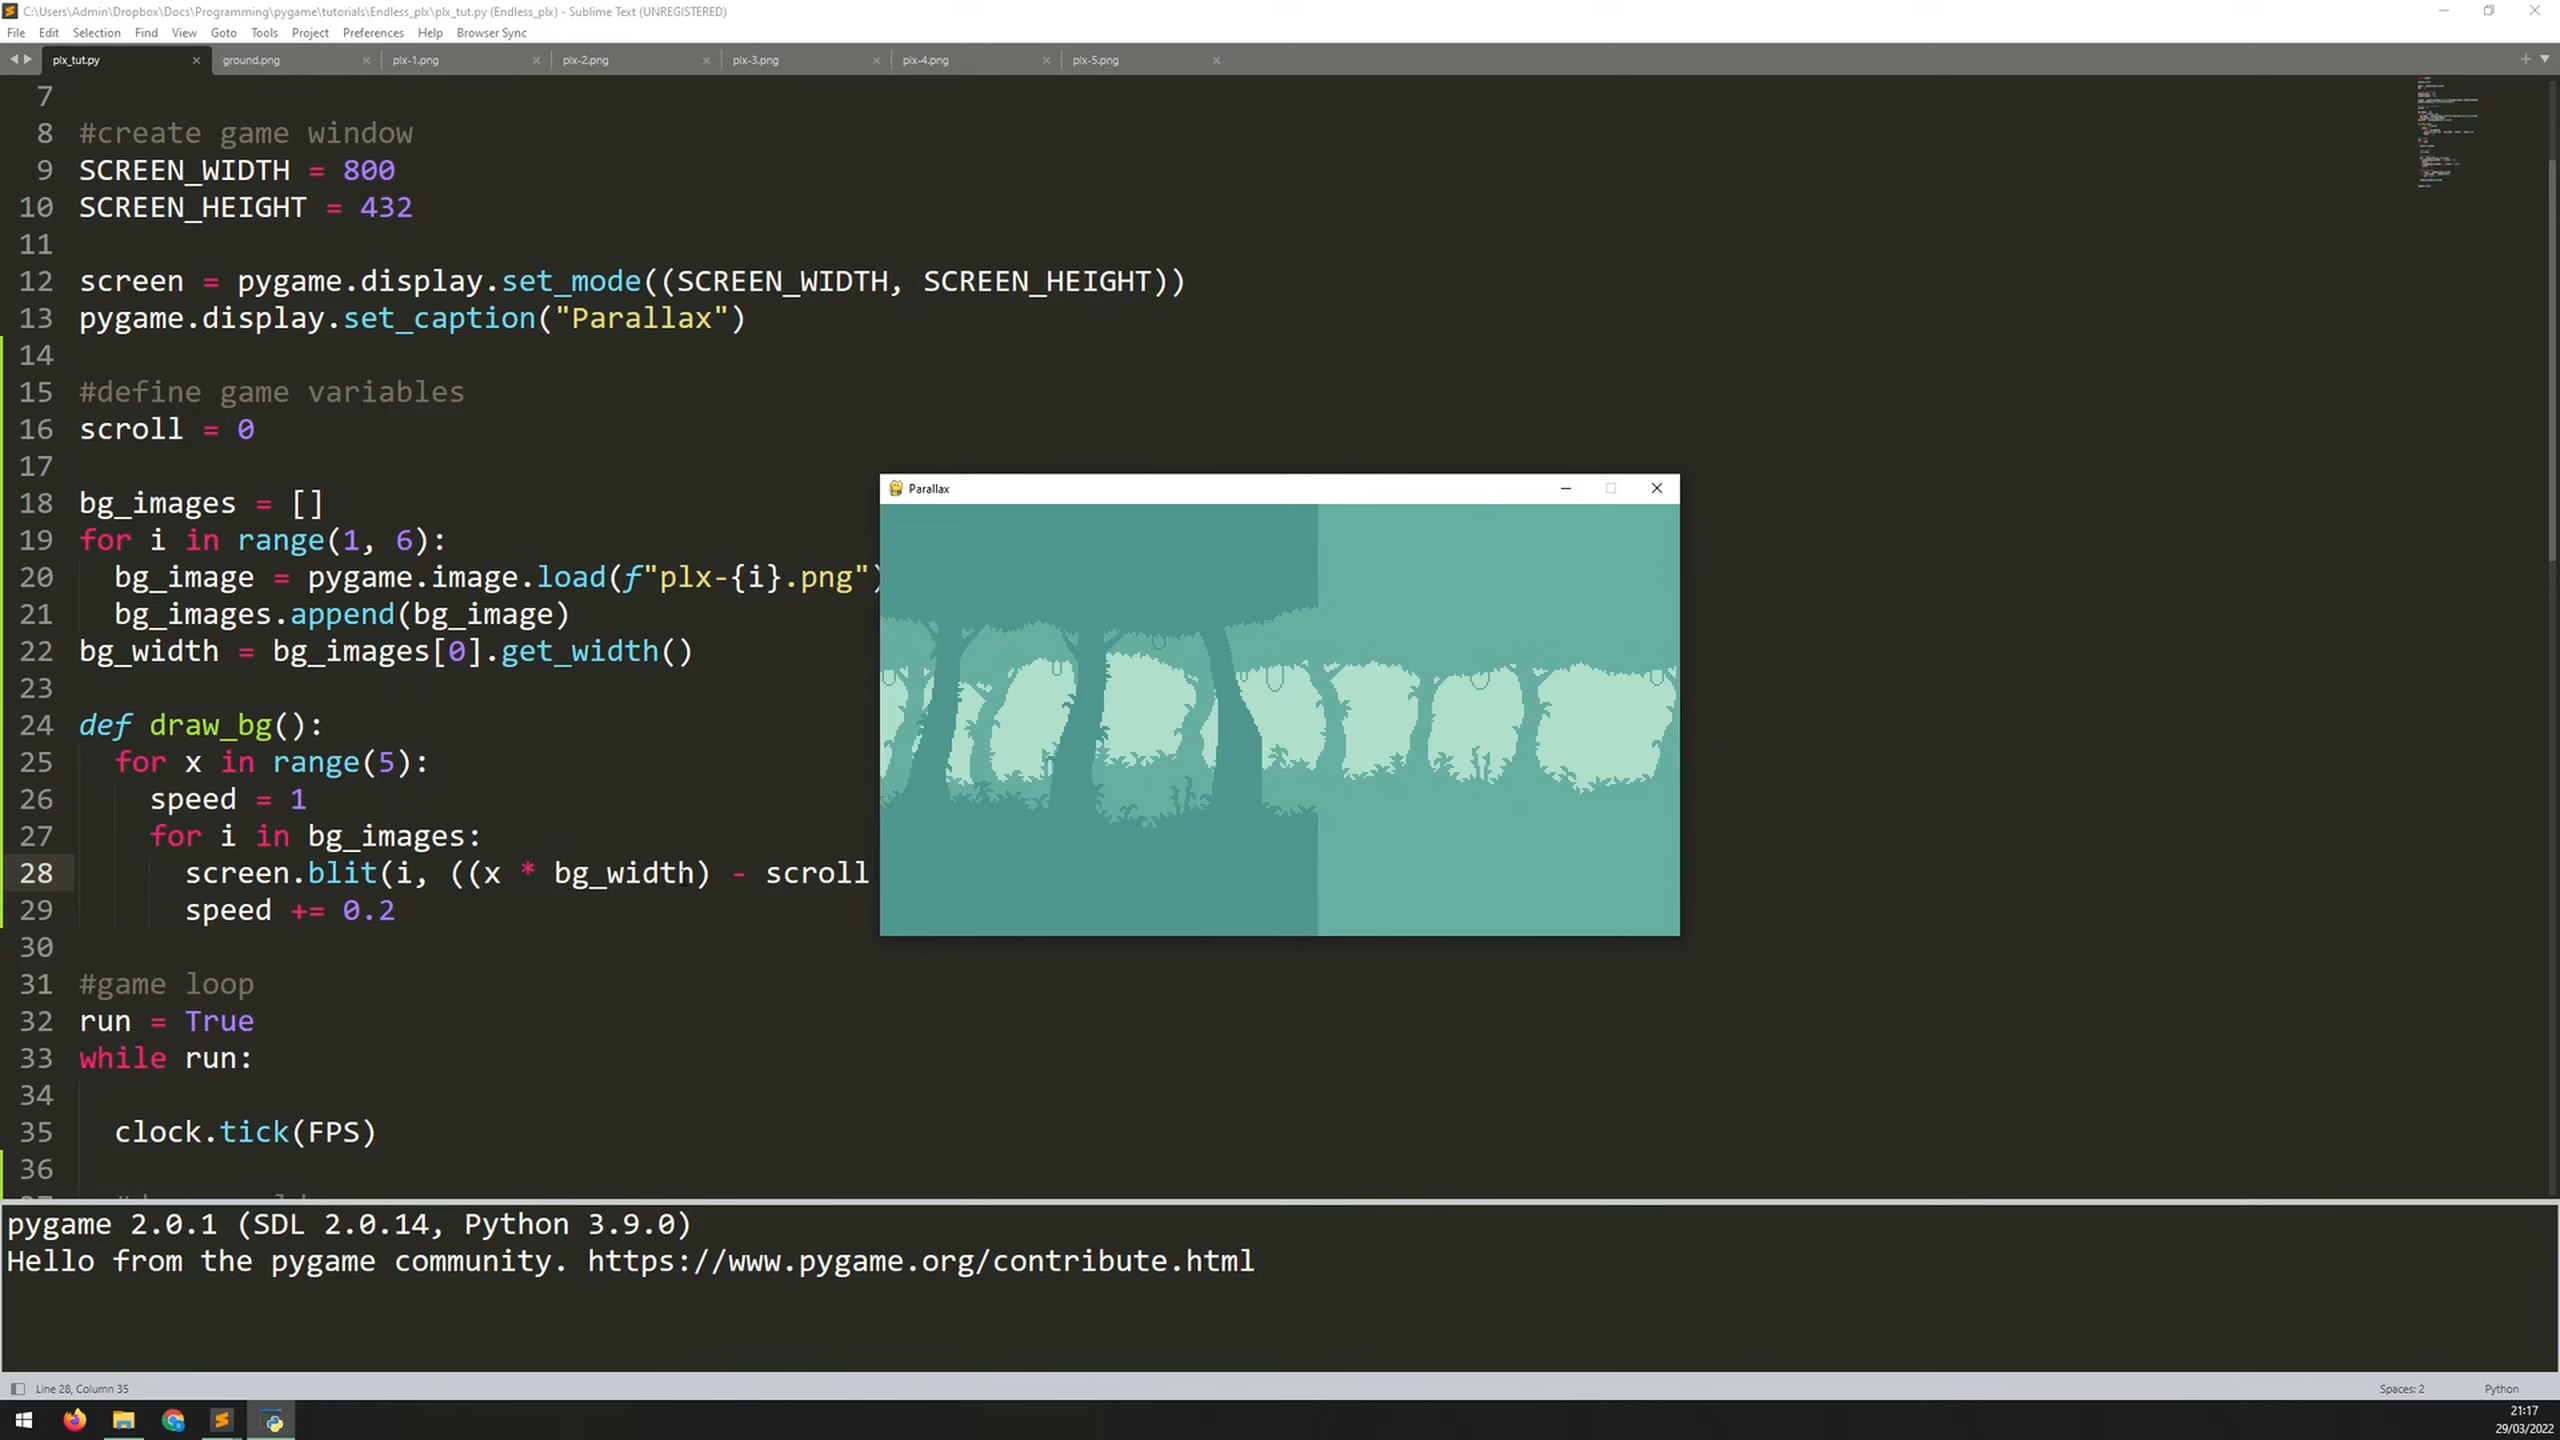 C:\Users\Admin\Dropbox\Docs\Programming\pygame\tutorials\Endless_plx\plx_tut.py (Endless_plx) - Sublime Text (UNREGISTERED)
File Edit Selection Find View Goto Tools Project Preferences Help Browser Sync
plx_tut.py ground.png plx-1.png plx-2.png plx-3.png plx-4.png plx-5.png
7
8 #create game window
9 SCREEN_WIDTH = 800
10 SCREEN_HEIGHT = 432
11
12 screen = pygame.display.set_mode((SCREEN_WIDTH, SCREEN_HEIGHT))
13 pygame.display.set_caption("Parallax")
14
15 #define game variables
16 scroll = 0
17
18 bg_images = []
19 for i in range(1, 6):
20 bg_image = pygame.image.load(f"plx-{i}.png")
21 bg_images.append(bg_image)
22 bg_width = bg_images[0].get_width()
23
24 def draw_bg():
25 for x in range(5):
26 speed = 1
27 for i in bg_images:
28 screen.blit(i, ((x * bg_width) - scroll
29 speed += 0.2
30
31 #game loop
32 run = True
33 while run:
34
35 clock.tick(FPS)
36
Parallax
pygame 2.0.1 (SDL 2.0.14, Python 3.9.0)
Hello from the pygame community. https://www.pygame.org/contribute.html
Line 28, Column 35
Spaces: 2 Python
21:17
29/03/2022